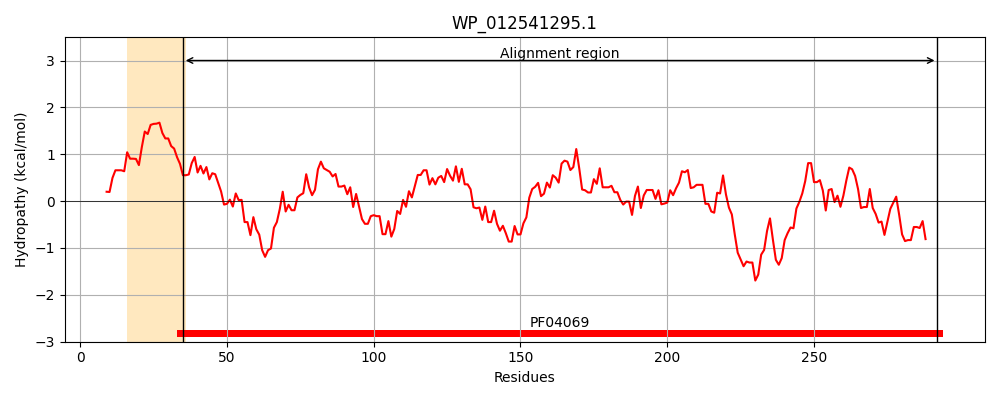 WP_012541295.1
Hydropathy (kcal/mol)
3
2
1
0
−1
−2
−3
Alignment region
PF04069
0 50 100 150 200 250
Residues